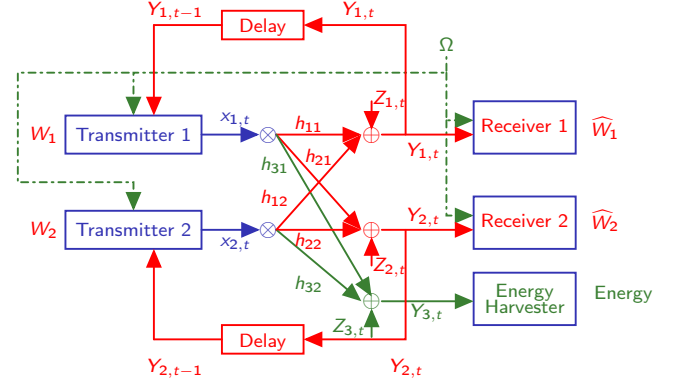 Y1,t−1
Delay
Y1,t
Ω
Z1,t
W1
Transmitter 1
x1,t
h11
Receiver 1
Ŵ1
h21
Y1,t
h31
h12
W2
Transmitter 2
x2,t
h22
Y2,t
Receiver 2
Ŵ2
Z2,t
h32
Energy
Harvester
Energy
Y3,t
Z3,t
Delay
Y2,t−1
Y2,t